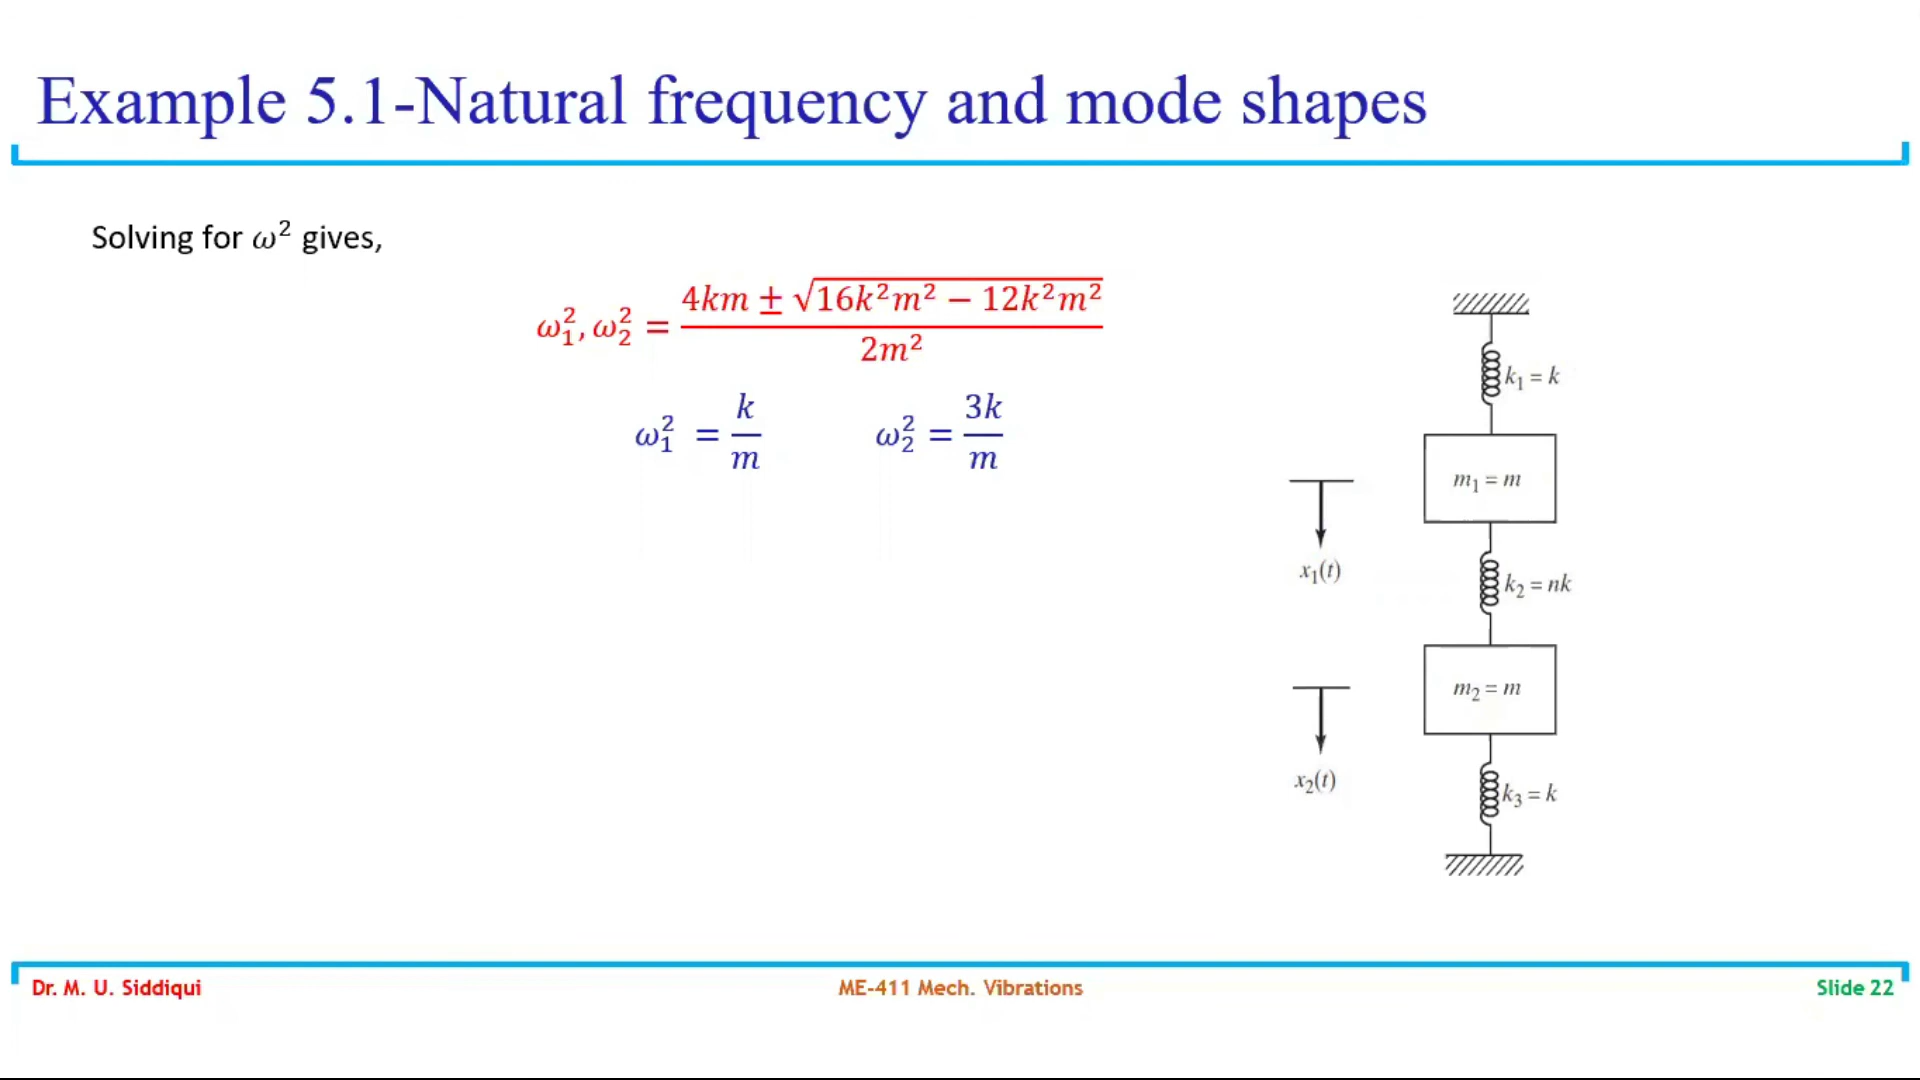 Example 5.1-Natural frequency and mode shapes
Solving for ω² gives,
ω₁², ω₂² = (4km ± √(16k²m² − 12k²m²)) / 2m²
ω₁² = k/m    ω₂² = 3k/m
k₁ = k
m₁ = m
x₁(t)
k₂ = nk
m₂ = m
x₂(t)
k₃ = k
Dr. M. U. Siddiqui
ME-411 Mech. Vibrations
Slide 22